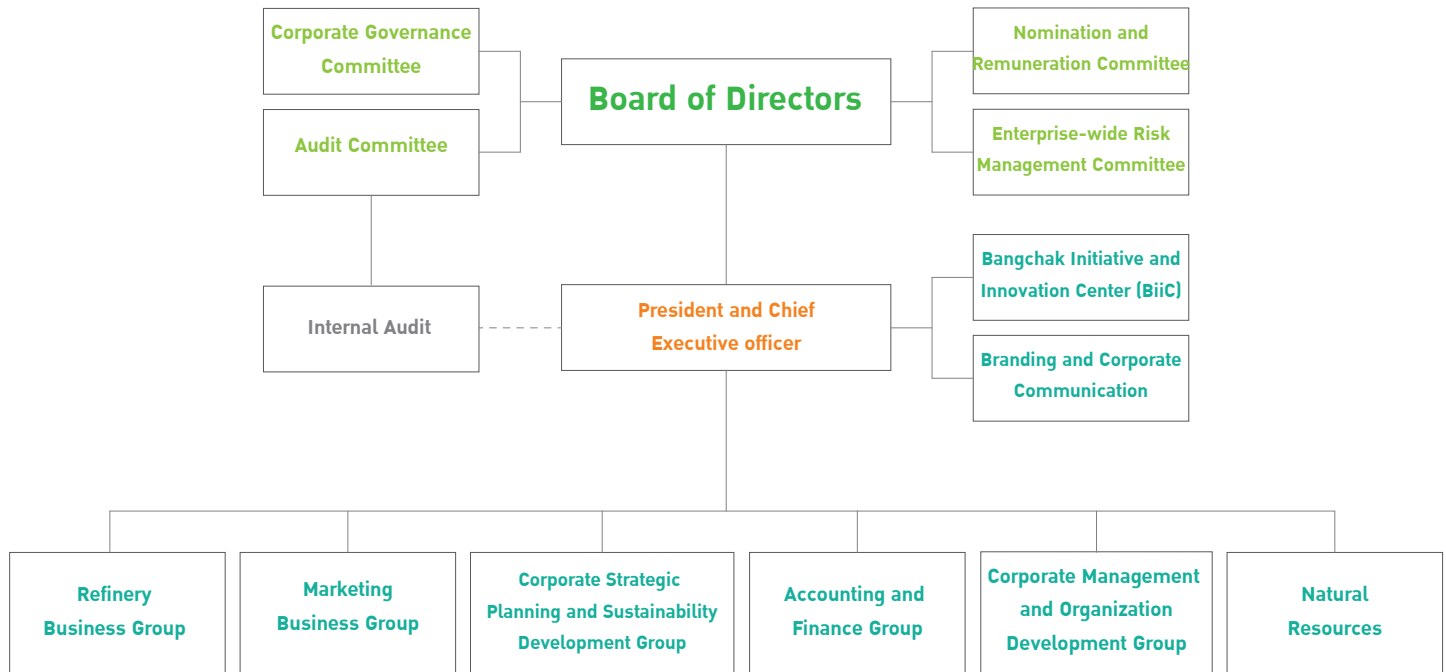 Corporate Governance
Committee
Audit Committee
Board of Directors
Nomination and
Remuneration Committee
Enterprise-wide Risk
Management Committee
Internal Audit
President and Chief
Executive officer
Bangchak Initiative and
Innovation Center (BiiC)
Branding and Corporate
Communication
Refinery
Business Group
Marketing
Business Group
Corporate Strategic
Planning and Sustainability
Development Group
Accounting and
Finance Group
Corporate Management
and Organization
Development Group
Natural
Resources